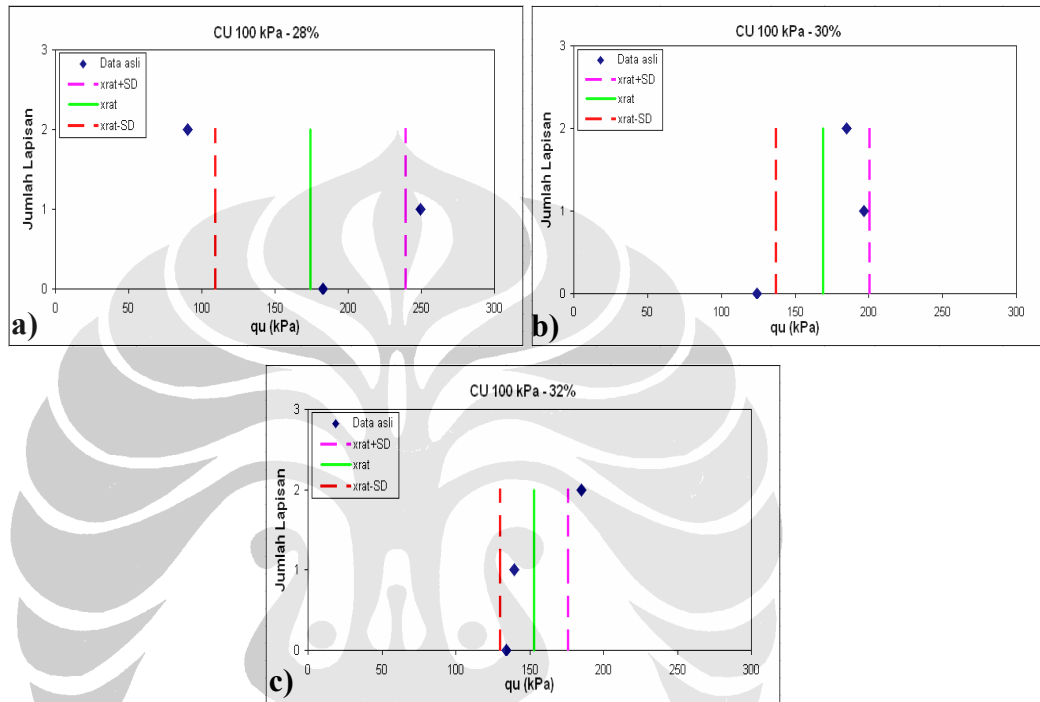 CU 100 kPa - 28%
3
2
1
0
Jumlah Lapisan
Data asli
xrat+SD
xrat
xrat-SD
0 50 100 150 200 250 300
qu (kPa)
a)
CU 100 kPa - 30%
3
2
1
0
Jumlah Lapisan
Data asli
xrat+SD
xrat
xrat-SD
0 50 100 150 200 250 300
qu (kPa)
b)
CU 100 kPa - 32%
3
2
1
0
Jumlah Lapisan
Data asli
xrat+SD
xrat
xrat-SD
0 50 100 150 200 250 300
qu (kPa)
c)